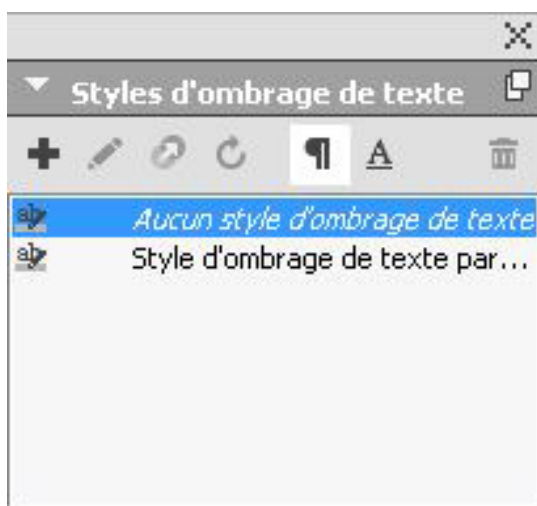 Styles d'ombrage de texte
¶ A
Aucun style d'ombrage de texte
Style d'ombrage de texte par...